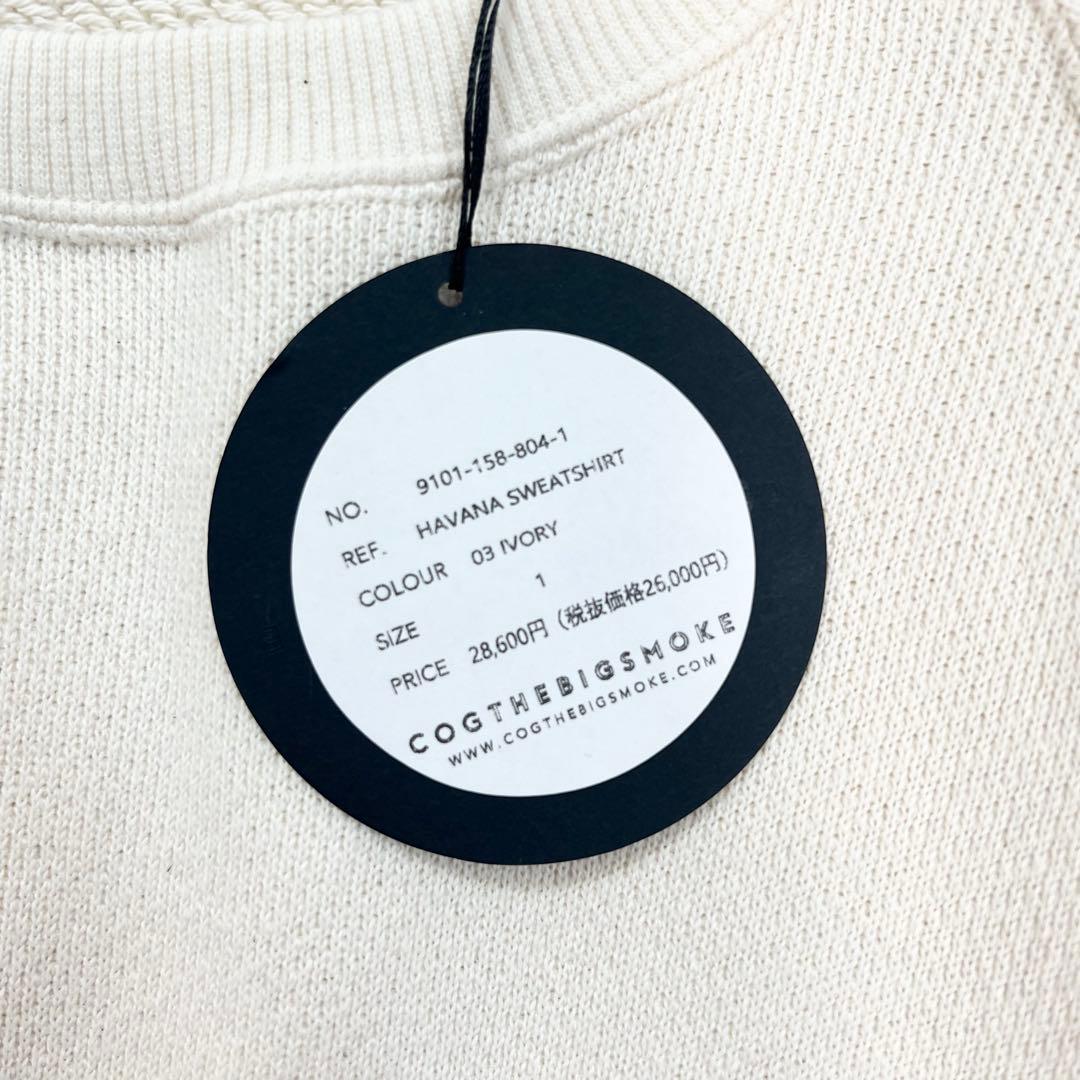 NO. 9101-158-804-1
REF. HAVANA SWEATSHIRT
COLOUR 03 IVORY
SIZE 1
PRICE 28,600円 (税抜価格26,000円)
COGTHEBIGSMOKE
WWW.COGTHEBIGSMOKE.COM